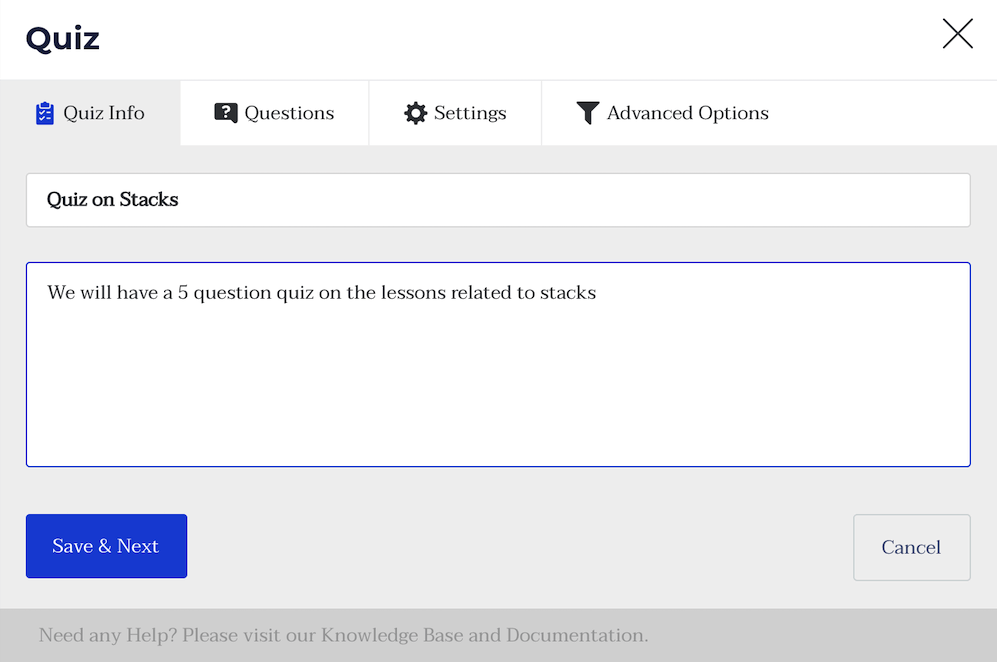 Quiz
Quiz Info
Questions
Settings
Advanced Options
Quiz on Stacks
We will have a 5 question quiz on the lessons related to stacks
Save & Next
Cancel
Need any Help? Please visit our Knowledge Base and Documentation.